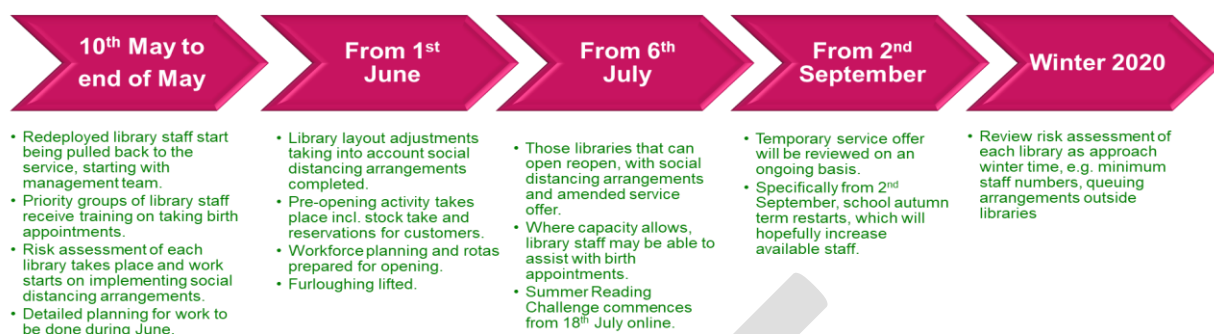 10th May to
end of May
• Redeployed library staff start
being pulled back to the
service, starting with
management team.
• Priority groups of library staff
receive training on taking birth
appointments.
• Risk assessment of each
library takes place and work
starts on implementing social
distancing arrangements.
• Detailed planning for work to
be done during June.
From 1st
June
• Library layout adjustments
taking into account social
distancing arrangements
completed.
• Pre-opening activity takes
place incl. stock take and
reservations for customers.
• Workforce planning and rotas
prepared for opening.
• Furloughing lifted.
From 6th
July
• Those libraries that can
open reopen, with social
distancing arrangements
and amended service
offer.
• Where capacity allows,
library staff may be able to
assist with birth
appointments.
• Summer Reading
Challenge commences
from 18th July online.
From 2nd
September
• Temporary service offer
will be reviewed on an
ongoing basis.
• Specifically from 2nd
September, school autumn
term restarts, which will
hopefully increase
available staff.
Winter 2020
• Review risk assessment of
each library as approach
winter time, e.g. minimum
staff numbers, queuing
arrangements outside
libraries